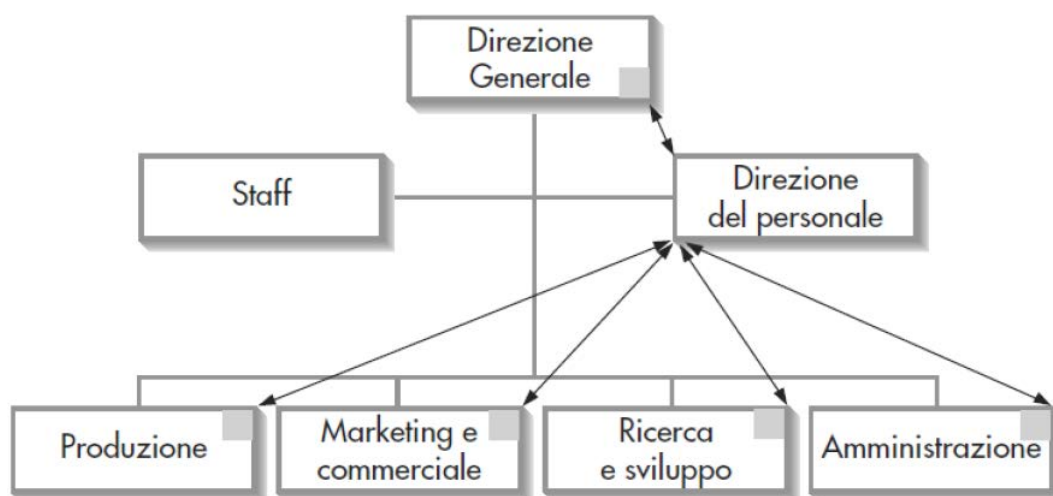 Direzione
Generale
Staff
Direzione
del personale
Produzione
Marketing e
commerciale
Ricerca
e sviluppo
Amministrazione